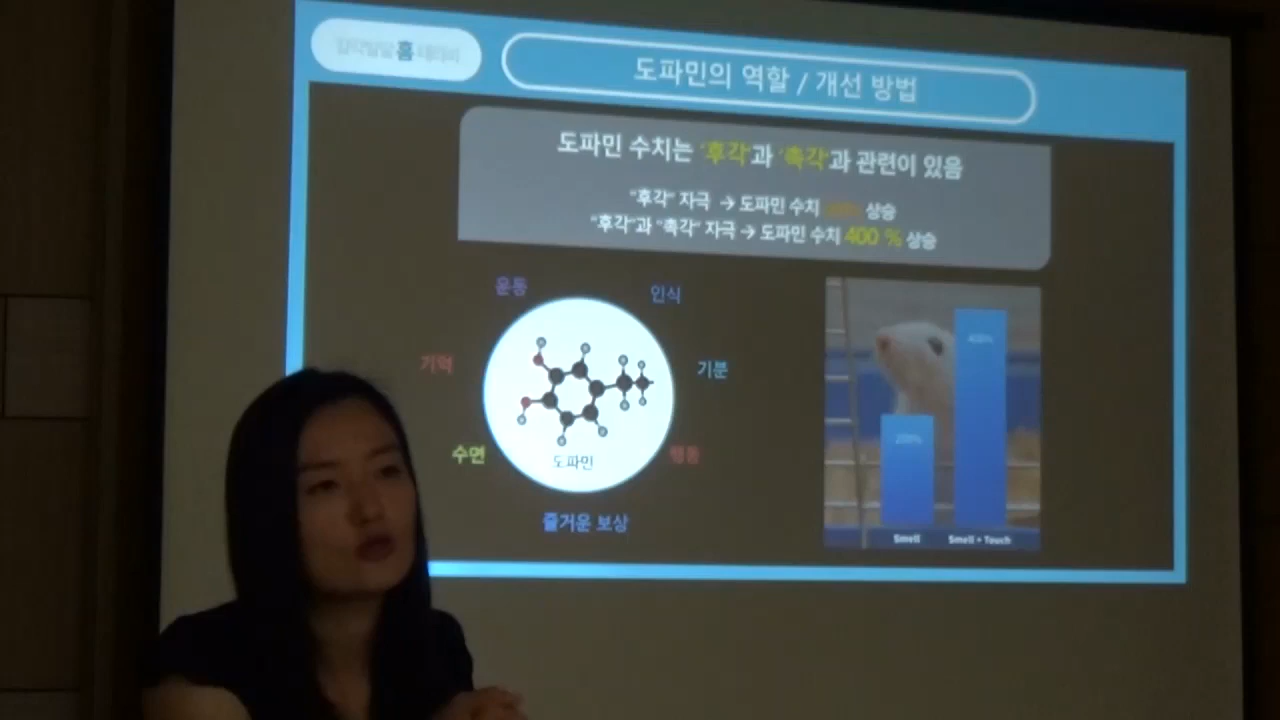 홈
도파민의 역할 / 개선 방법
도파민 수치는 '후각'과 '촉각'과 관련이 있음
"후각" 자극 → 도파민 수치 상승
"후각"과 "촉각" 자극 → 도파민 수치 400 % 상승
운동
인식
기억
기분
수면
행동
도파민
즐거운 보상
400%
200%
Smell
Smell + Touch